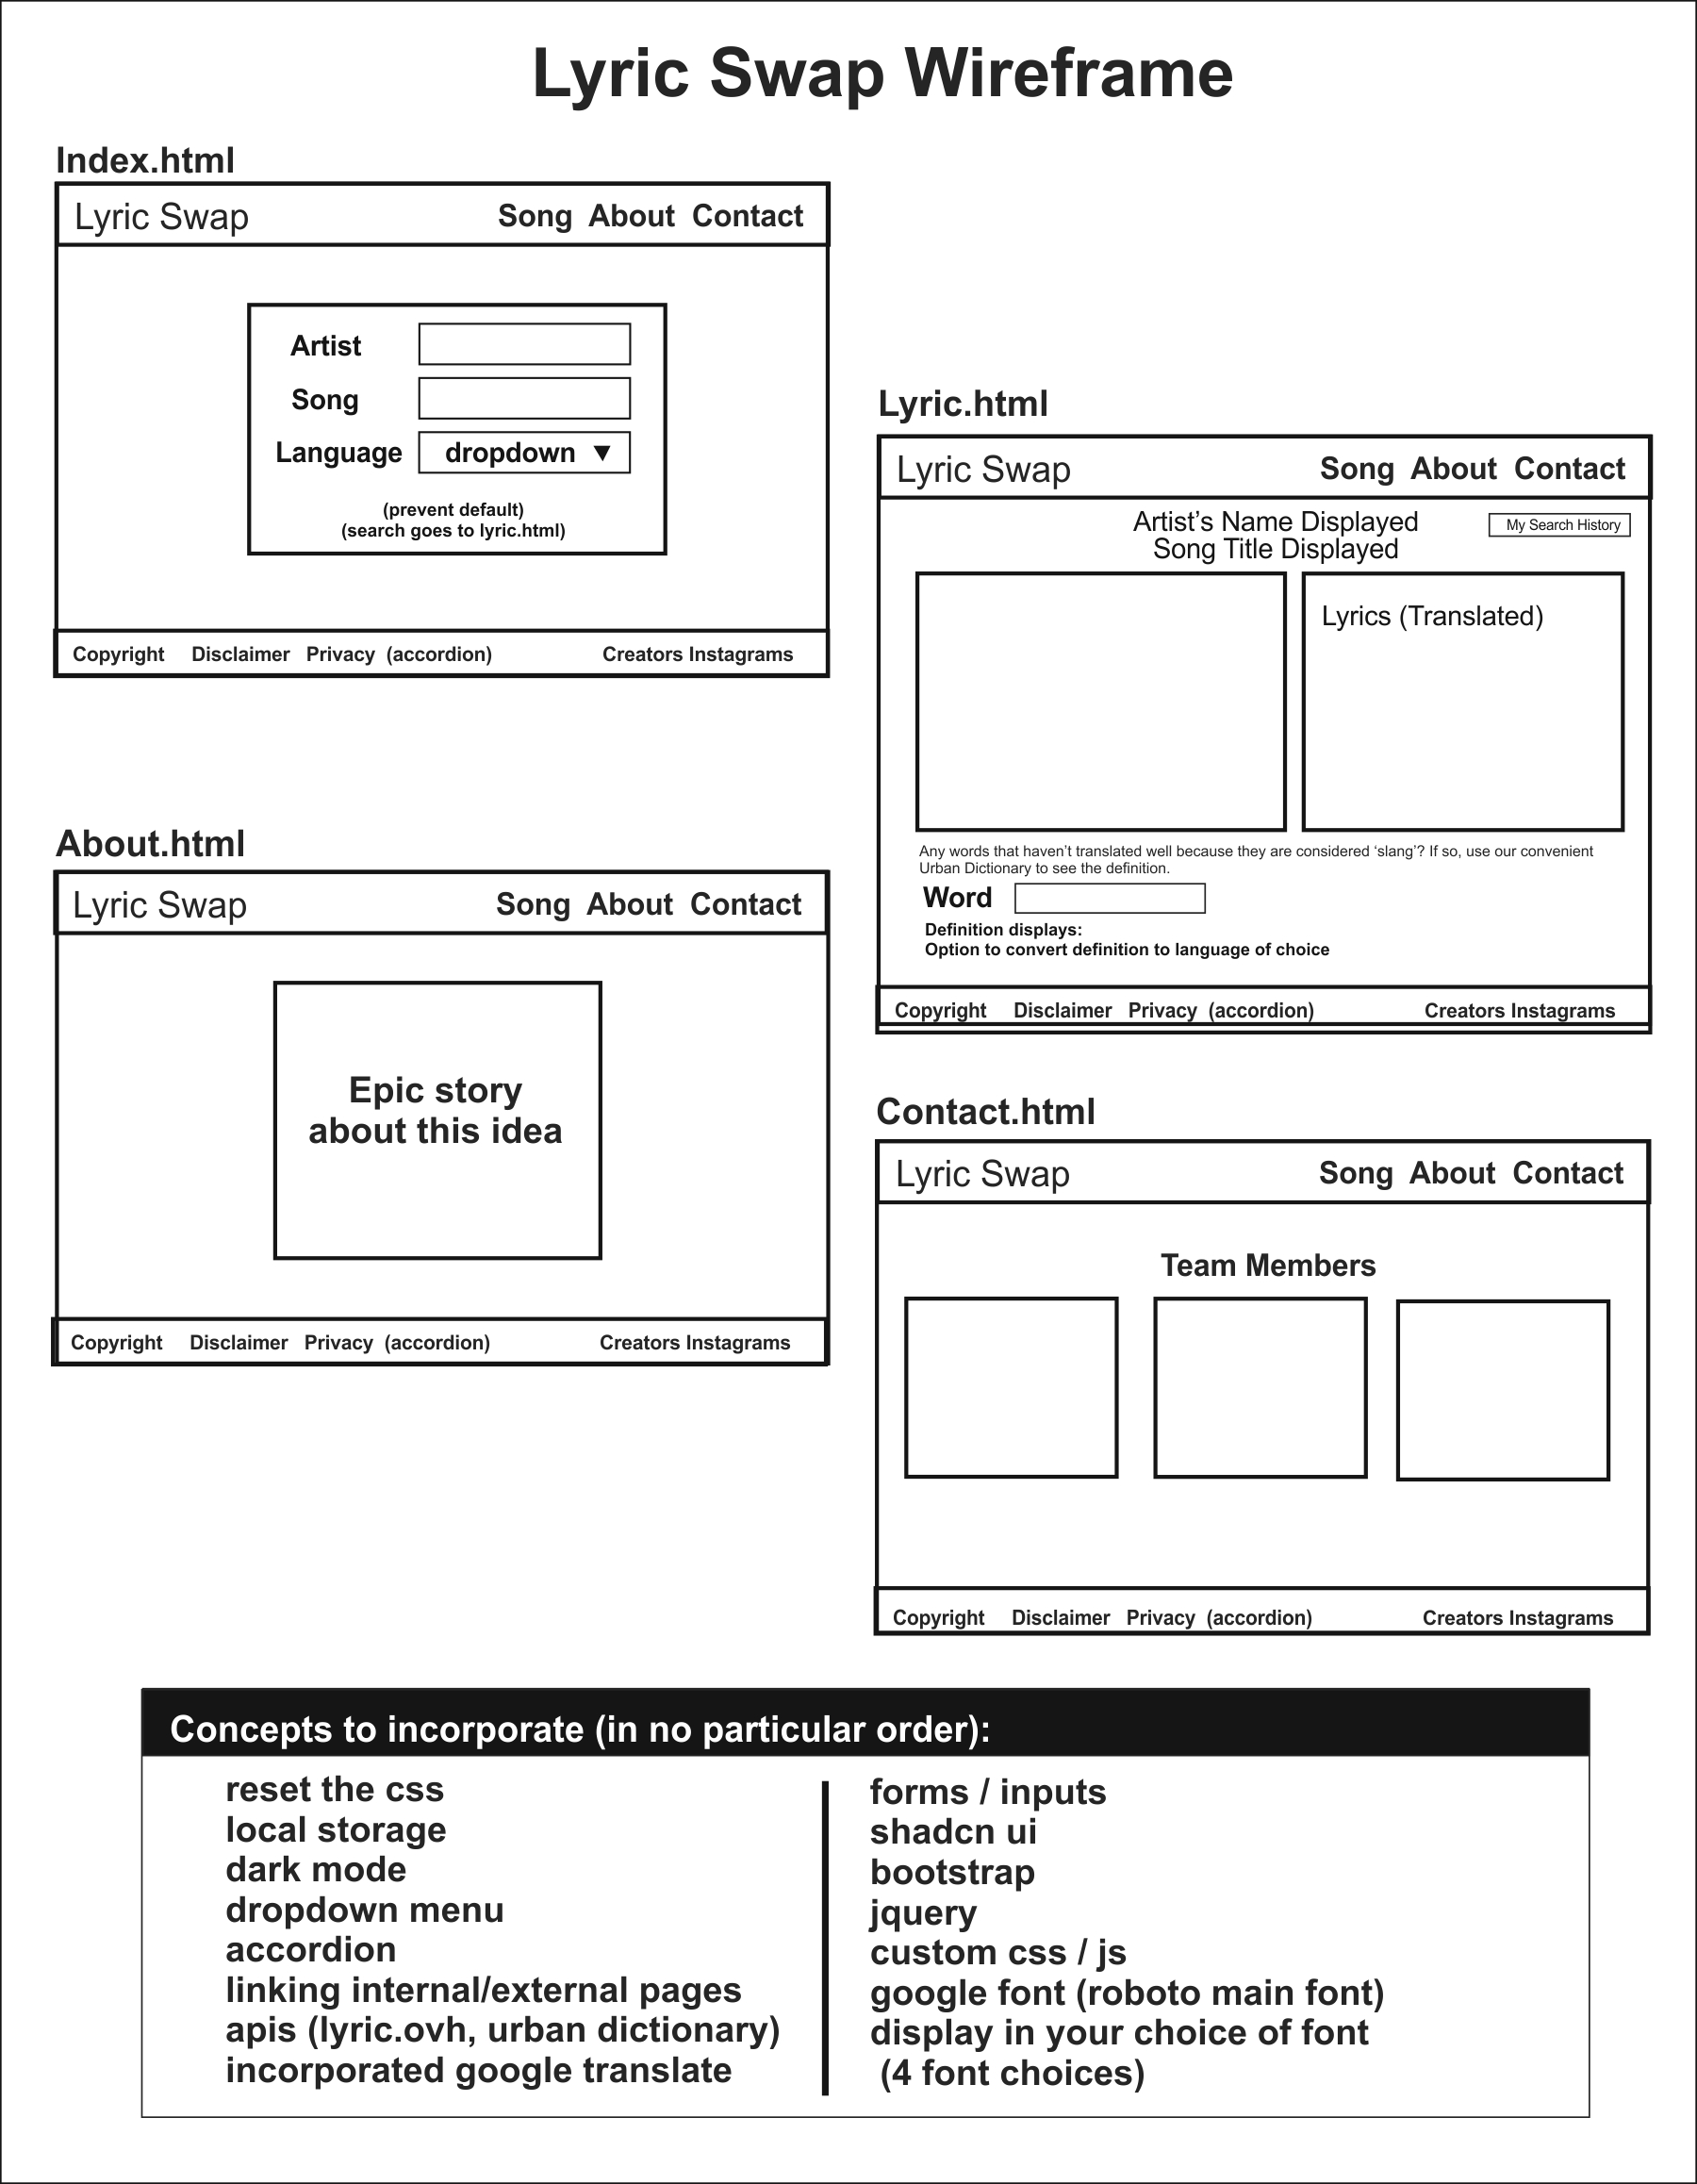 Lyric Swap Wireframe
Index.html
Lyric Swap Song About Contact
Artist
Song
Language dropdown ▼
(prevent default)
(search goes to lyric.html)
Copyright Disclaimer Privacy (accordion) Creators Instagrams
Lyric.html
Lyric Swap Song About Contact
Artist’s Name Displayed
Song Title Displayed
My Search History
Lyrics (Translated)
Any words that haven’t translated well because they are considered ‘slang’? If so, use our convenient
Urban Dictionary to see the definition.
Word
Definition displays:
Option to convert definition to language of choice
Copyright Disclaimer Privacy (accordion) Creators Instagrams
About.html
Lyric Swap Song About Contact
Epic story
about this idea
Copyright Disclaimer Privacy (accordion) Creators Instagrams
Contact.html
Lyric Swap Song About Contact
Team Members
Copyright Disclaimer Privacy (accordion) Creators Instagrams
Concepts to incorporate (in no particular order):
reset the css
local storage
dark mode
dropdown menu
accordion
linking internal/external pages
apis (lyric.ovh, urban dictionary)
incorporated google translate
forms / inputs
shadcn ui
bootstrap
jquery
custom css / js
google font (roboto main font)
display in your choice of font
(4 font choices)